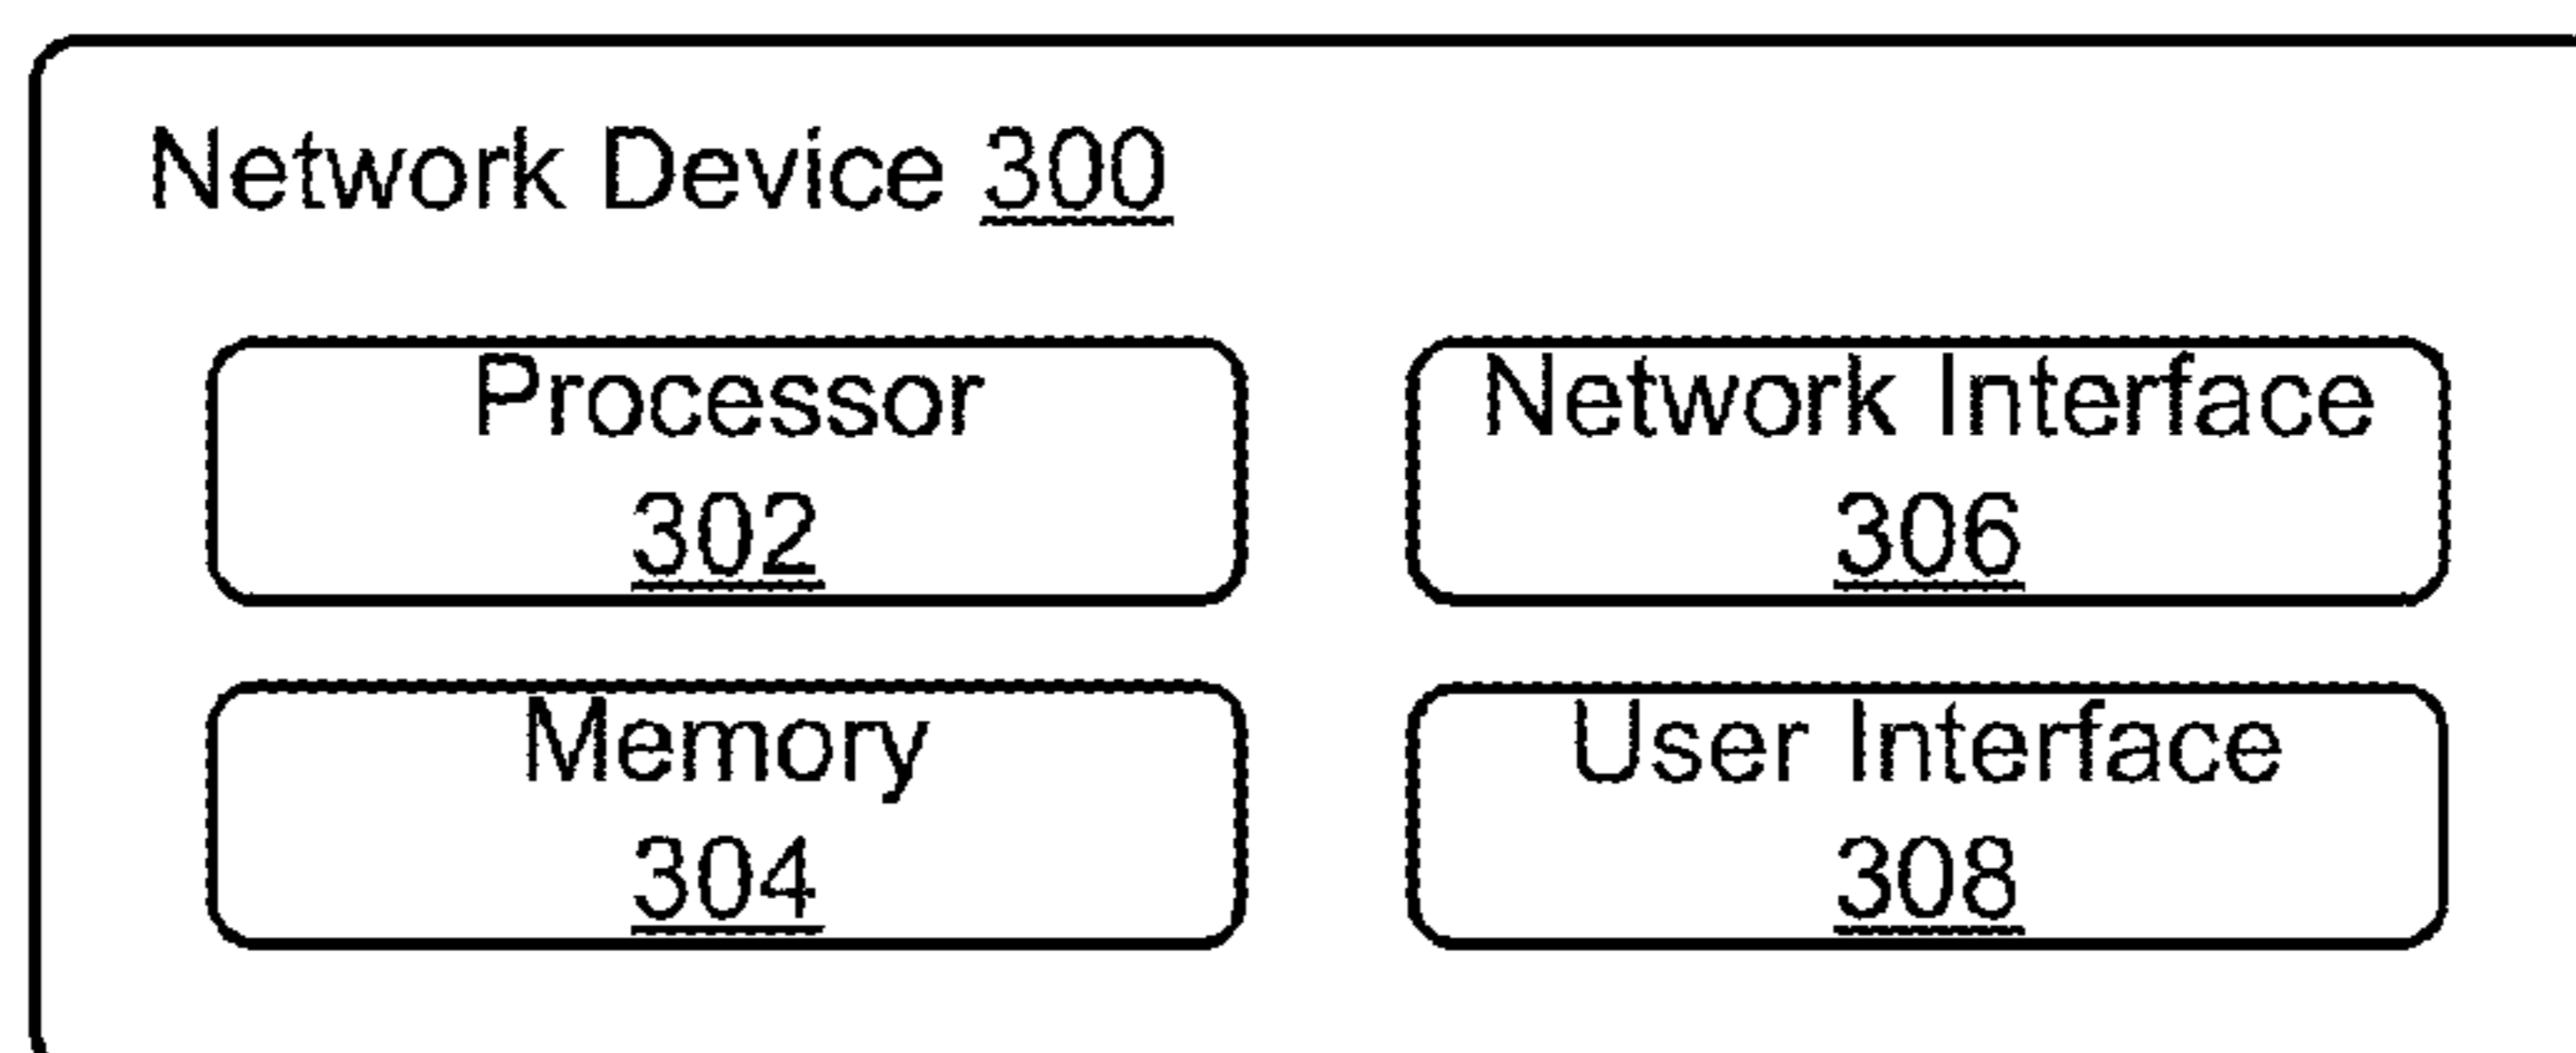 Network Device 300
Processor
302
Network Interface
306
Memory
304
User Interface
308